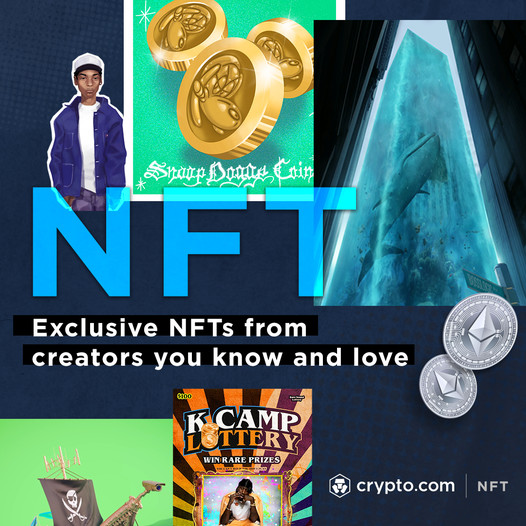 Snoop Dogge Coin
NFT
Exclusive NFTs from
creators you know and love
$100
K CAMP
LOTTERY
WIN RARE PRIZES
crypto.com | NFT